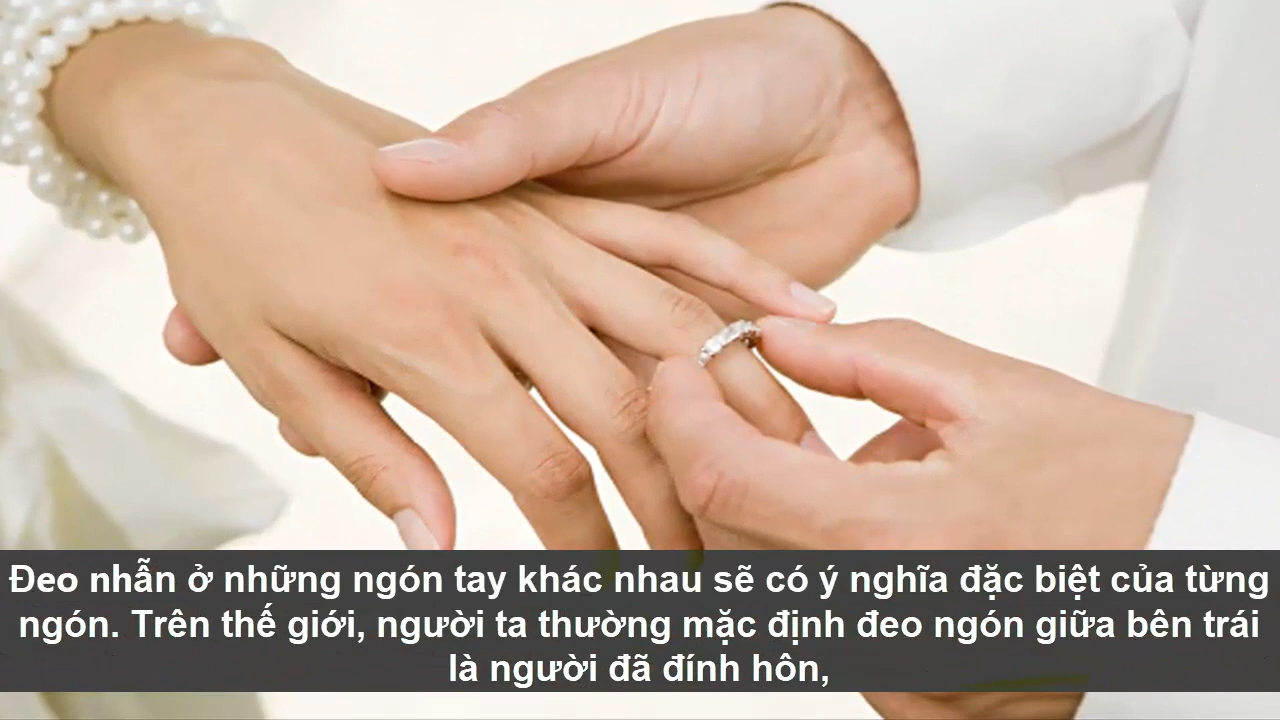 Đeo nhẫn ở những ngón tay khác nhau sẽ có ý nghĩa đặc biệt của từng
ngón. Trên thế giới, người ta thường mặc định đeo ngón giữa bên trái
là người đã đính hôn,